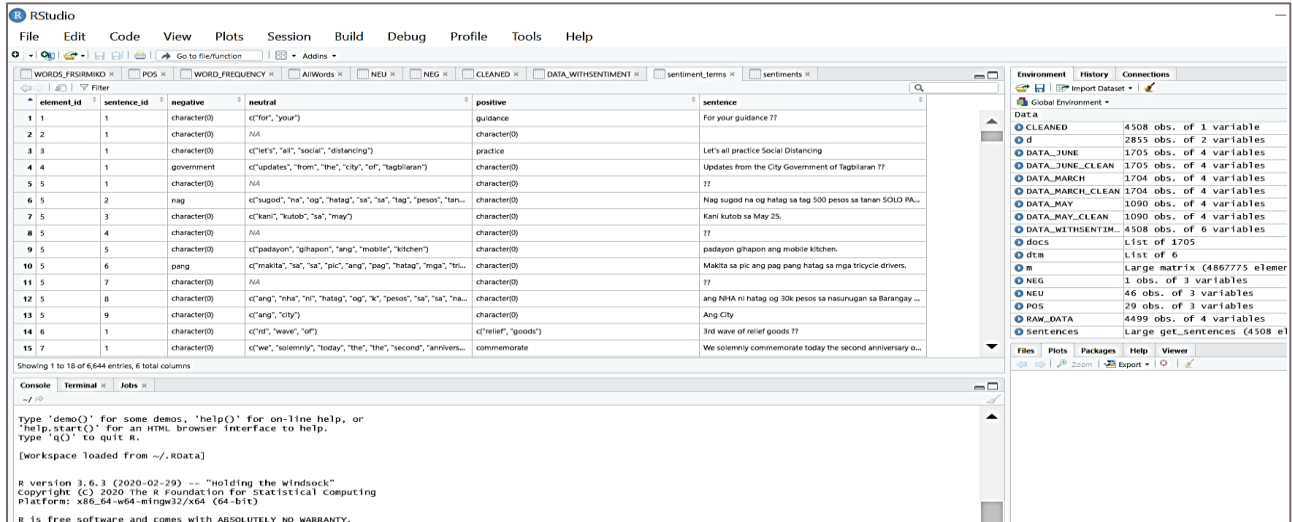 RStudio
File Edit Code View Plots Session Build Debug Profile Tools Help
Go to file/function Addins
WORDS_FRSIRMIKO POS WORD_FREQUENCY AllWords NEU NEG CLEANED DATA_WITHSENTIMENT sentiment_terms sentiments
Filter
element_id sentence_id negative neutral positive sentence
1 1 1 character(0) c("for", "your") guidance For your guidance ??
2 2 1 character(0) NA character(0)
3 3 1 character(0) c("let's", "all", "social", "distancing") practice Let's all practice Social Distancing
4 4 1 government c("updates", "from", "the", "city", "of", "tagbilaran") character(0) Updates from the City Government of Tagbilaran ??
5 5 1 character(0) NA character(0) ??
6 5 2 nag c("sugod", "na", "og", "hatag", "sa", "sa", "tag", "pesos", "tan... character(0) Nag sugod na og hatag sa tag 500 pesos sa tanan SOLO PA...
7 5 3 character(0) c("kani", "kutob", "sa", "may") character(0) Kani kutob sa May 25.
8 5 4 character(0) NA character(0) ??
9 5 5 character(0) c("padayon", "gihapon", "ang", "mobile", "kitchen") character(0) padayon gihapon ang mobile kitchen.
10 5 6 pang c("makita", "sa", "sa", "pic", "ang", "pag", "hatag", "mga", "tri... character(0) Makita sa pic ang pag pang hatag sa mga tricycle drivers.
11 5 7 character(0) NA character(0) ??
12 5 8 character(0) c("ang", "nha", "ni", "hatag", "og", "k", "pesos", "sa", "sa", "na... character(0) ang NHA ni hatag og 30k pesos sa nasunugan sa Barangay ...
13 5 9 character(0) c("ang", "city") character(0) Ang City
14 6 1 character(0) c("rd", "wave", "of") c("relief", "goods") 3rd wave of relief goods ??
15 7 1 character(0) c("we", "solemnly", "today", "the", "the", "second", "annivers... commemorate We solemnly commemorate today the second anniversary o...
Showing 1 to 18 of 6,644 entries, 6 total columns
Console Terminal Jobs
~/
Type 'demo()' for some demos, 'help()' for on-line help, or
'help.start()' for an HTML browser interface to help.
Type 'q()' to quit R.
[Workspace loaded from ~/.RData]
R version 3.6.3 (2020-02-29) -- "Holding the Windsock"
Copyright (C) 2020 The R Foundation for Statistical Computing
Platform: x86_64-w64-mingw32/x64 (64-bit)
R is free software and comes with ABSOLUTELY NO WARRANTY.
Environment History Connections
Import Dataset
Global Environment
Data
CLEANED 4508 obs. of 1 variable
d 2855 obs. of 2 variables
DATA_JUNE 1705 obs. of 4 variables
DATA_JUNE_CLEAN 1705 obs. of 4 variables
DATA_MARCH 1704 obs. of 4 variables
DATA_MARCH_CLEAN 1704 obs. of 4 variables
DATA_MAY 1090 obs. of 4 variables
DATA_MAY_CLEAN 1090 obs. of 4 variables
DATA_WITHSENTIM… 4508 obs. of 6 variables
docs List of 1705
dtm List of 6
m Large matrix (4867775 elemer
NEG 1 obs. of 3 variables
NEU 46 obs. of 3 variables
POS 29 obs. of 3 variables
RAW_DATA 4499 obs. of 4 variables
Sentences Large get_sentences (4508 el
Files Plots Packages Help Viewer
Zoom Export